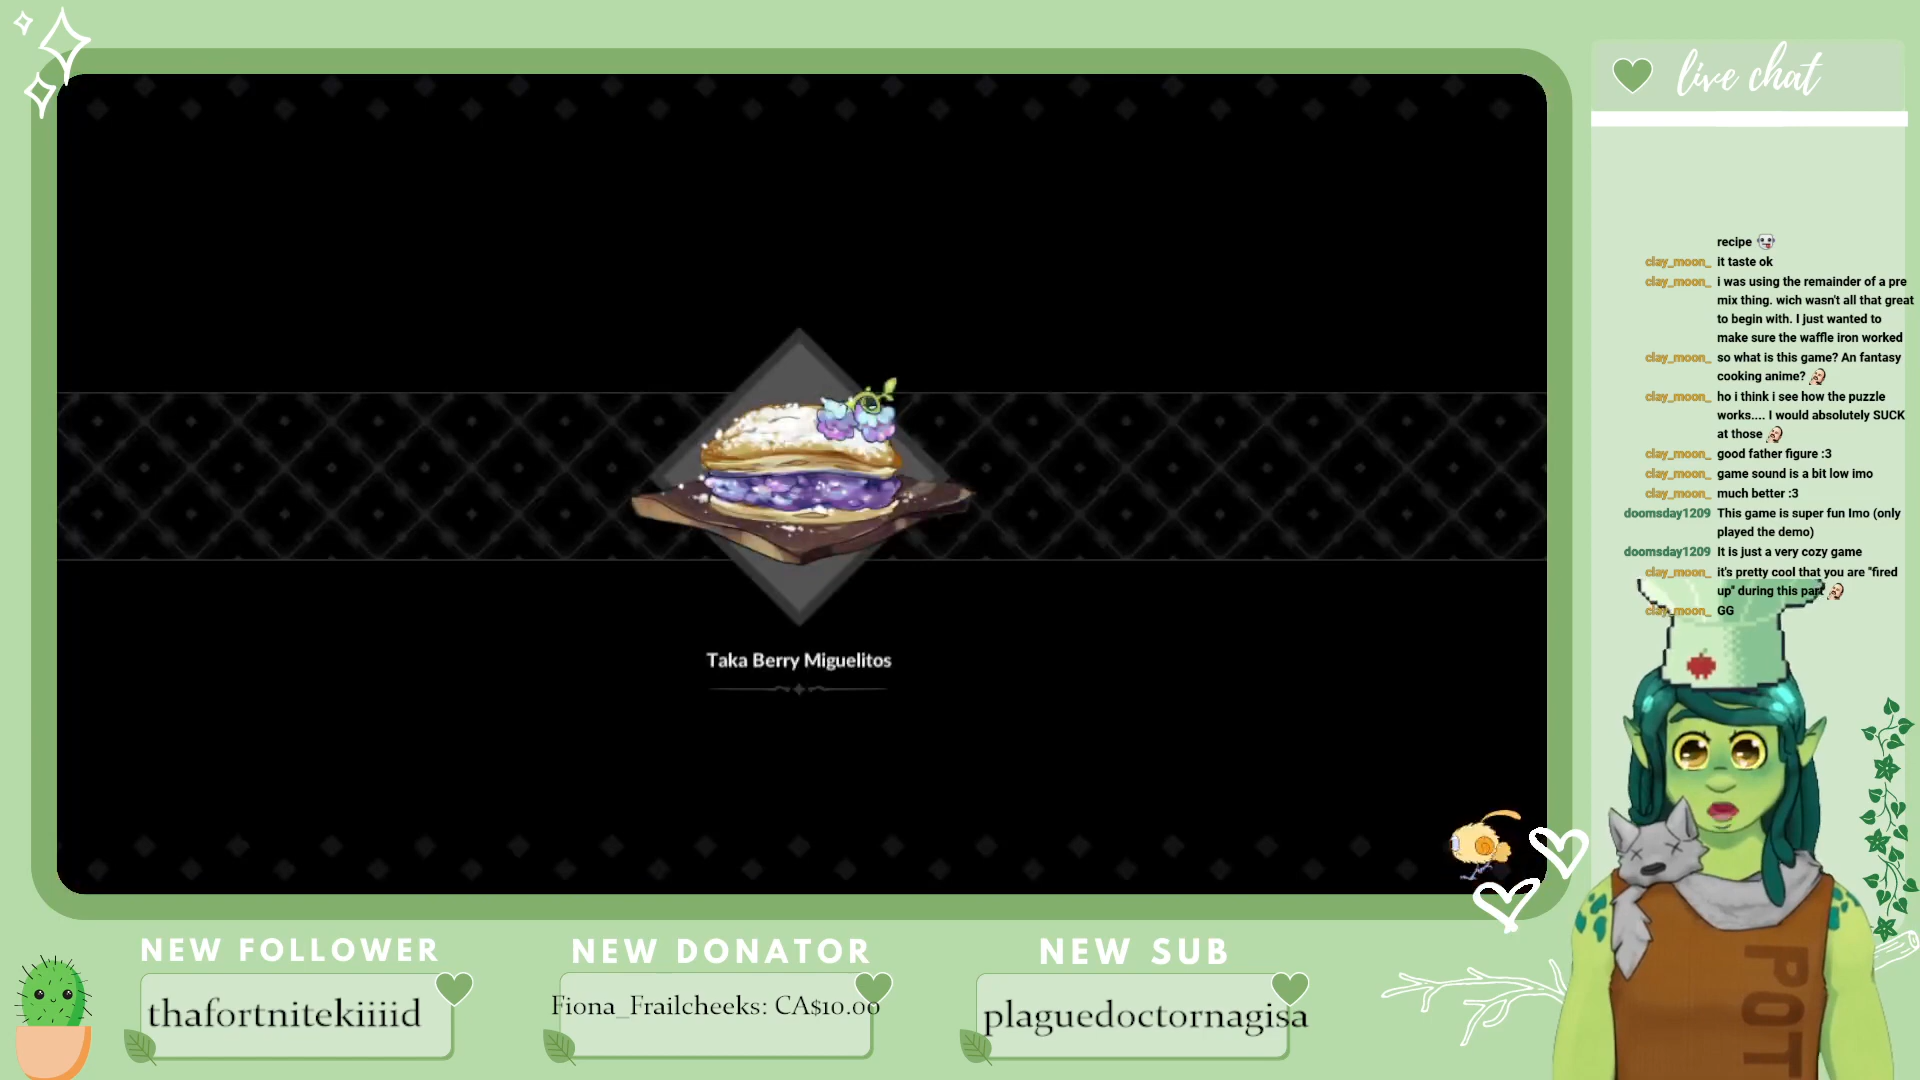 live chat
recipe
clay_moon_ it taste ok
clay_moon_ i was using the remainder of a pre
mix thing. wich wasn't all that great
to begin with. I just wanted to
make sure the waffle iron worked
clay_moon_ so what is this game? An fantasy
cooking anime?
clay_moon_ ho i think i see how the puzzle
works.... I would absolutely SUCK
at those
clay_moon_ good father figure :3
clay_moon_ game sound is a bit low imo
clay_moon_ much better :3
doomsday1209 This game is super fun Imo (only
played the demo)
doomsday1209 It is just a very cozy game
clay_moon_ it's pretty cool that you are "fired
up" during this part
clay_moon_ GG
Taka Berry Miguelitos
NEW FOLLOWER
thafortnitekiiiid
NEW DONATOR
Fiona_Frailcheeks: CA$10.00
NEW SUB
plaguedoctornagisa
POT